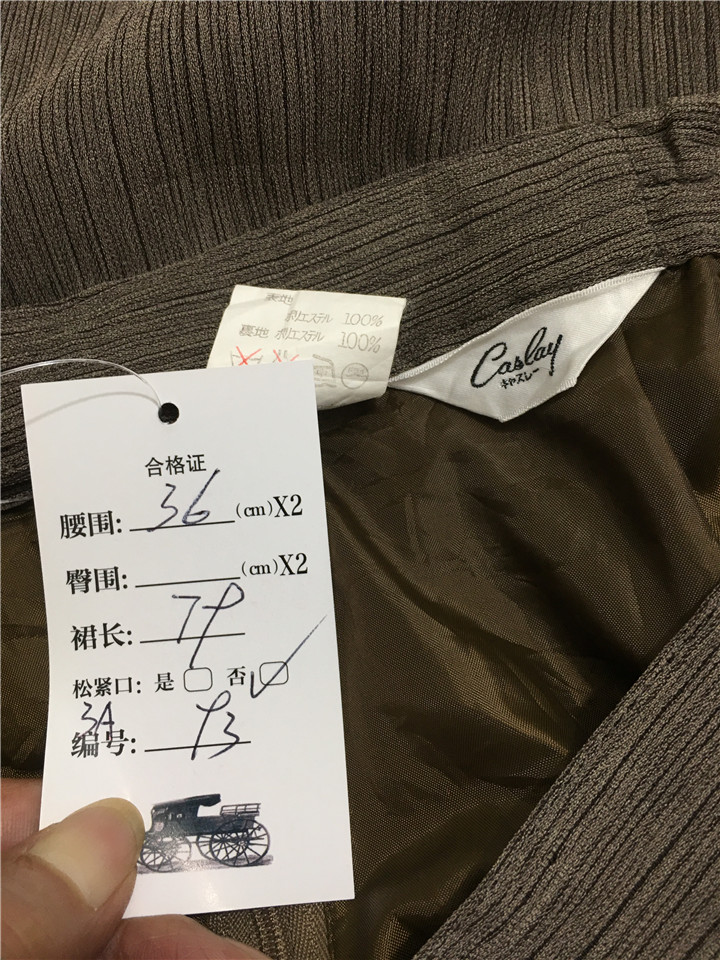 表地
ポリエステル 100%
裏地 ポリエステル 100%
Caslay
キャスレー
合格证
腰围: 36 (cm)X2
臀围: (cm)X2
裙长: 79
松紧口: 是 否 ✓
3A
编号: 93